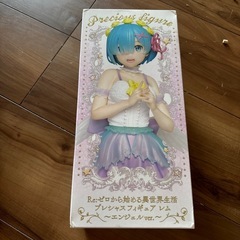 Precious figure
Re:ゼロから始める異世界生活
プレシャスフィギュア レム
～エンジェルver.～